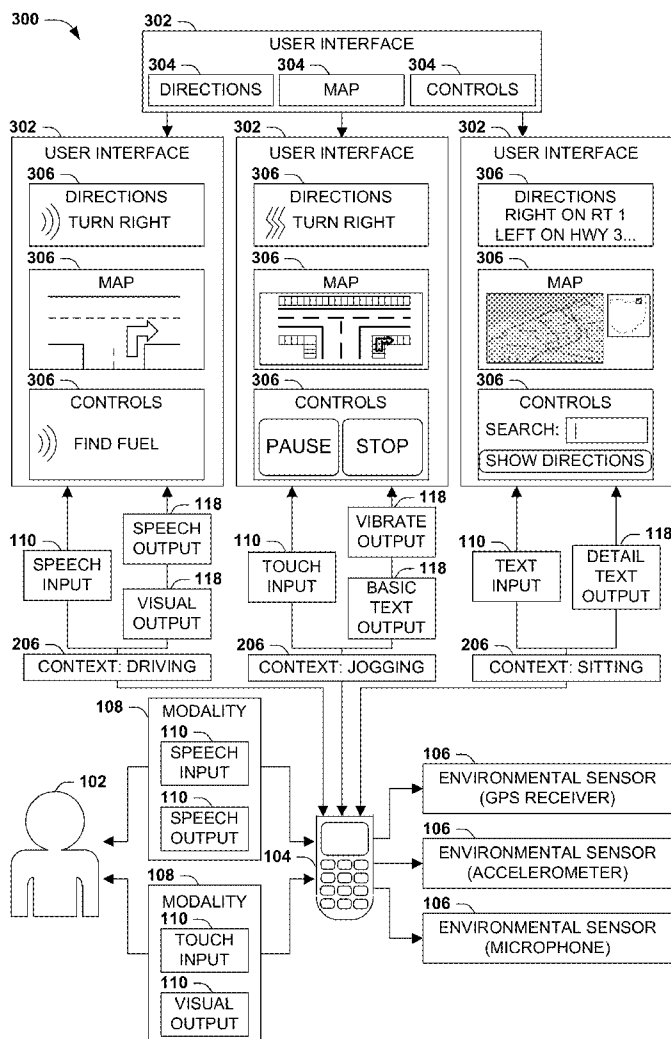 300
302
USER INTERFACE
304
304
304
DIRECTIONS
MAP
CONTROLS
302
USER INTERFACE
306
DIRECTIONS
TURN RIGHT
306
MAP
306
CONTROLS
FIND FUEL
302
USER INTERFACE
306
DIRECTIONS
TURN RIGHT
306
MAP
306
CONTROLS
PAUSE
STOP
302
USER INTERFACE
306
DIRECTIONS
RIGHT ON RT 1
LEFT ON HWY 3...
306
MAP
306
CONTROLS
SEARCH:
SHOW DIRECTIONS
110
SPEECH
INPUT
118
SPEECH
OUTPUT
118
VISUAL
OUTPUT
110
TOUCH
INPUT
118
VIBRATE
OUTPUT
118
BASIC
TEXT
OUTPUT
110
TEXT
INPUT
118
DETAIL
TEXT
OUTPUT
206
CONTEXT: DRIVING
206
CONTEXT: JOGGING
206
CONTEXT: SITTING
102
108
MODALITY
110
SPEECH
INPUT
110
SPEECH
OUTPUT
108
MODALITY
110
TOUCH
INPUT
110
VISUAL
OUTPUT
104
106
ENVIRONMENTAL SENSOR
(GPS RECEIVER)
106
ENVIRONMENTAL SENSOR
(ACCELEROMETER)
106
ENVIRONMENTAL SENSOR
(MICROPHONE)